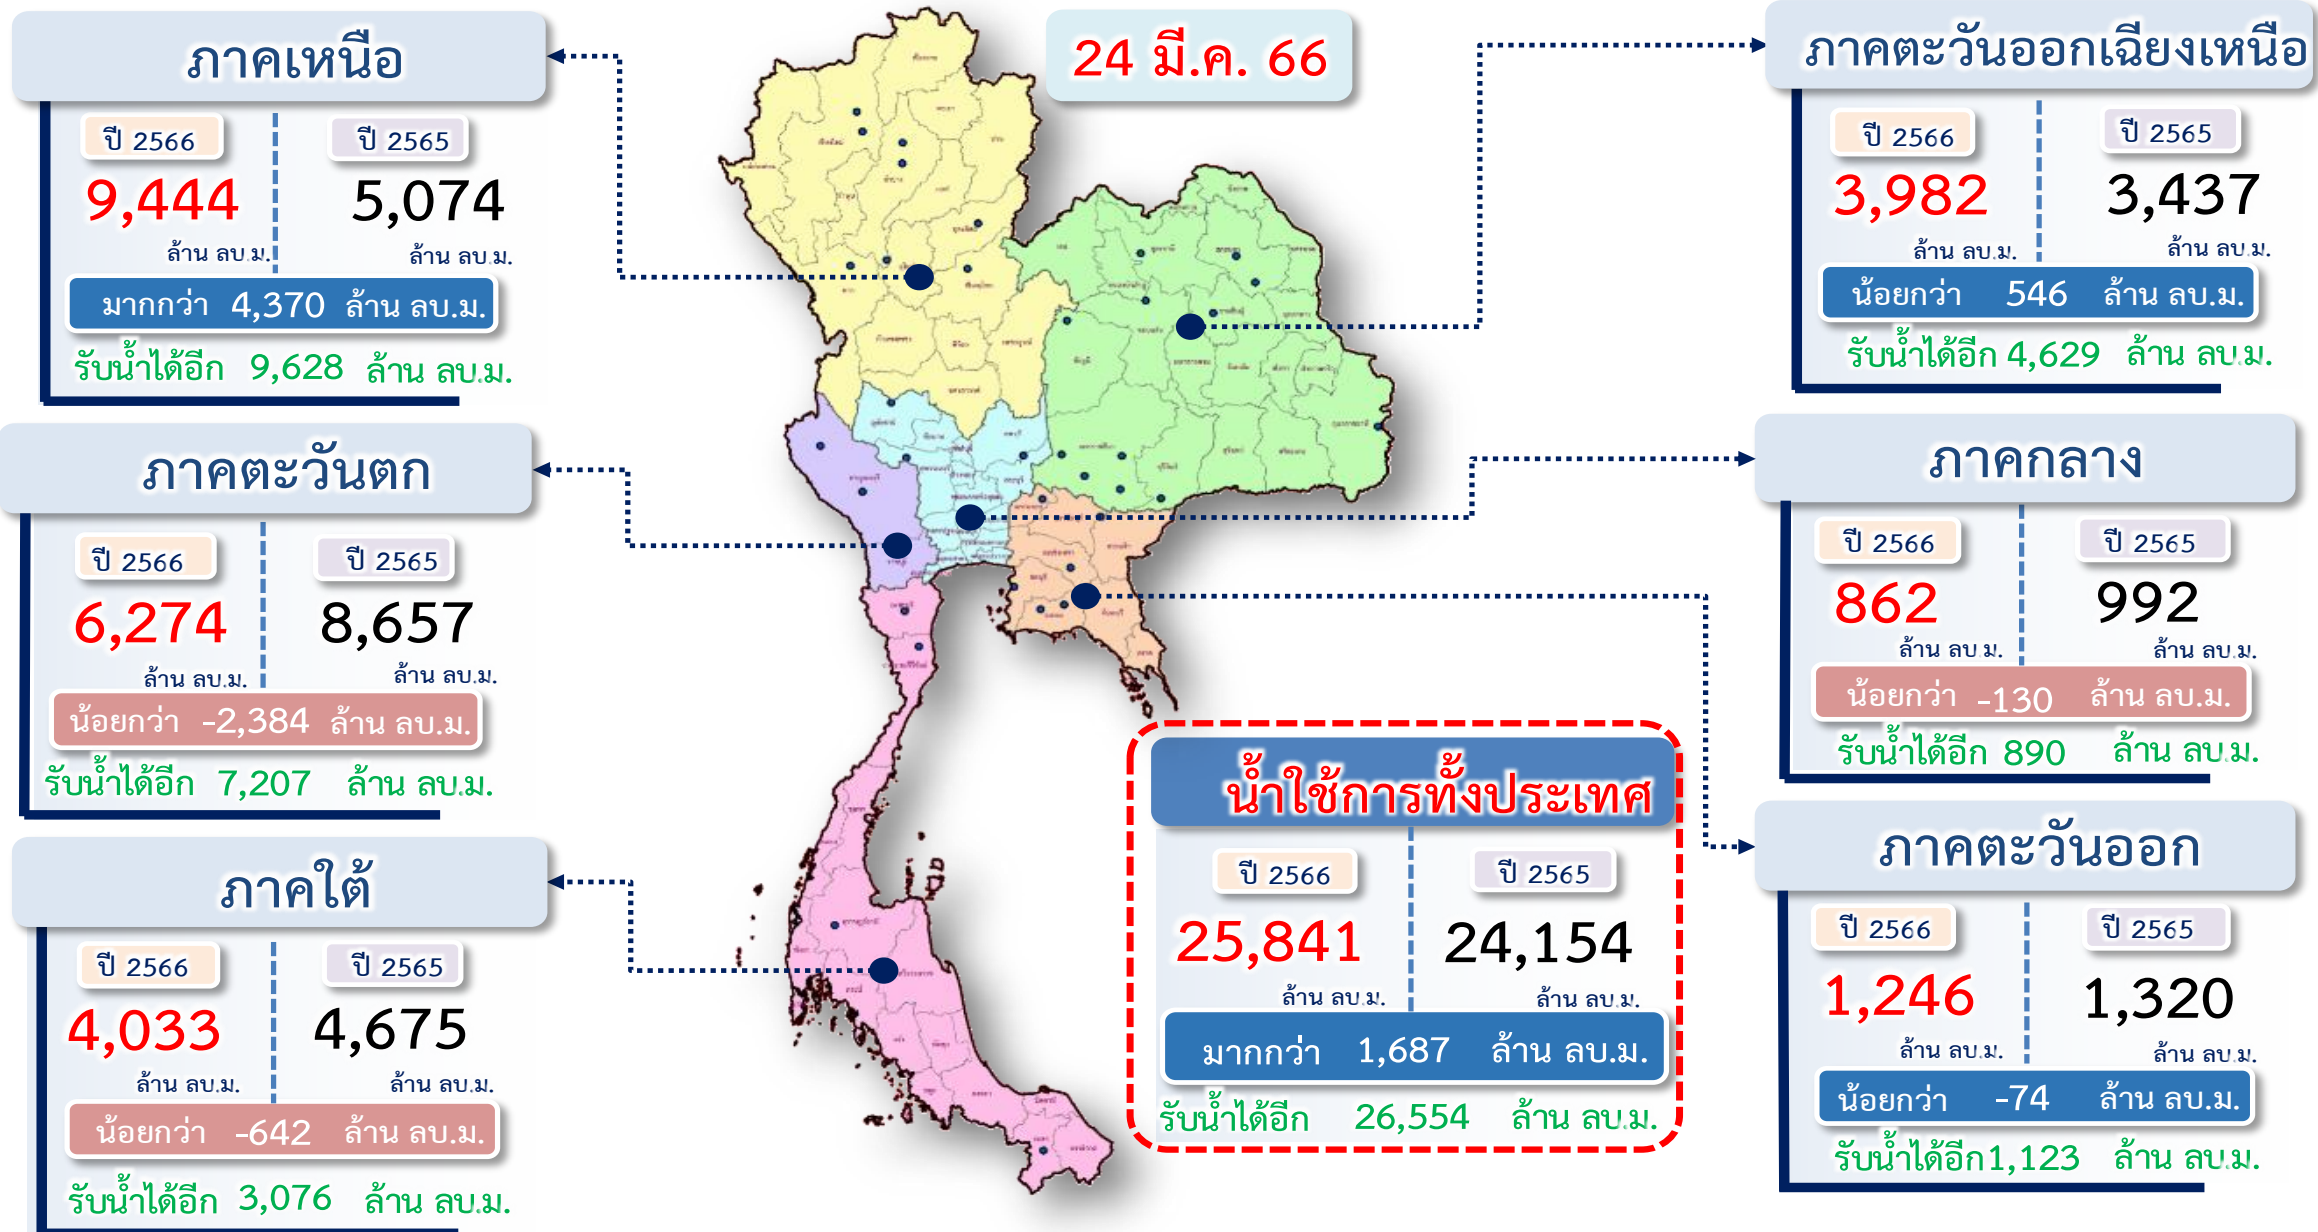 24 มี.ค. 66
ภาคเหนือ
ปี 2566
ปี 2565
9,444
5,074
ล้าน ลบ.ม.
ล้าน ลบ.ม.
มากกว่า 4,370 ล้าน ลบ.ม.
รับน้ำได้อีก 9,628 ล้าน ลบ.ม.
ภาคตะวันตก
ปี 2566
ปี 2565
6,274
8,657
ล้าน ลบ.ม.
ล้าน ลบ.ม.
น้อยกว่า -2,384 ล้าน ลบ.ม.
รับน้ำได้อีก 7,207 ล้าน ลบ.ม.
ภาคใต้
ปี 2566
ปี 2565
4,033
4,675
ล้าน ลบ.ม.
ล้าน ลบ.ม.
น้อยกว่า -642 ล้าน ลบ.ม.
รับน้ำได้อีก 3,076 ล้าน ลบ.ม.
น้ำใช้การทั้งประเทศ
ปี 2566
ปี 2565
25,841
24,154
ล้าน ลบ.ม.
ล้าน ลบ.ม.
มากกว่า 1,687 ล้าน ลบ.ม.
รับน้ำได้อีก 26,554 ล้าน ลบ.ม.
ภาคตะวันออกเฉียงเหนือ
ปี 2566
ปี 2565
3,982
3,437
ล้าน ลบ.ม.
ล้าน ลบ.ม.
น้อยกว่า 546 ล้าน ลบ.ม.
รับน้ำได้อีก 4,629 ล้าน ลบ.ม.
ภาคกลาง
ปี 2566
ปี 2565
862
992
ล้าน ลบ.ม.
ล้าน ลบ.ม.
น้อยกว่า -130 ล้าน ลบ.ม.
รับน้ำได้อีก 890 ล้าน ลบ.ม.
ภาคตะวันออก
ปี 2566
ปี 2565
1,246
1,320
ล้าน ลบ.ม.
ล้าน ลบ.ม.
น้อยกว่า -74 ล้าน ลบ.ม.
รับน้ำได้อีก 1,123 ล้าน ลบ.ม.